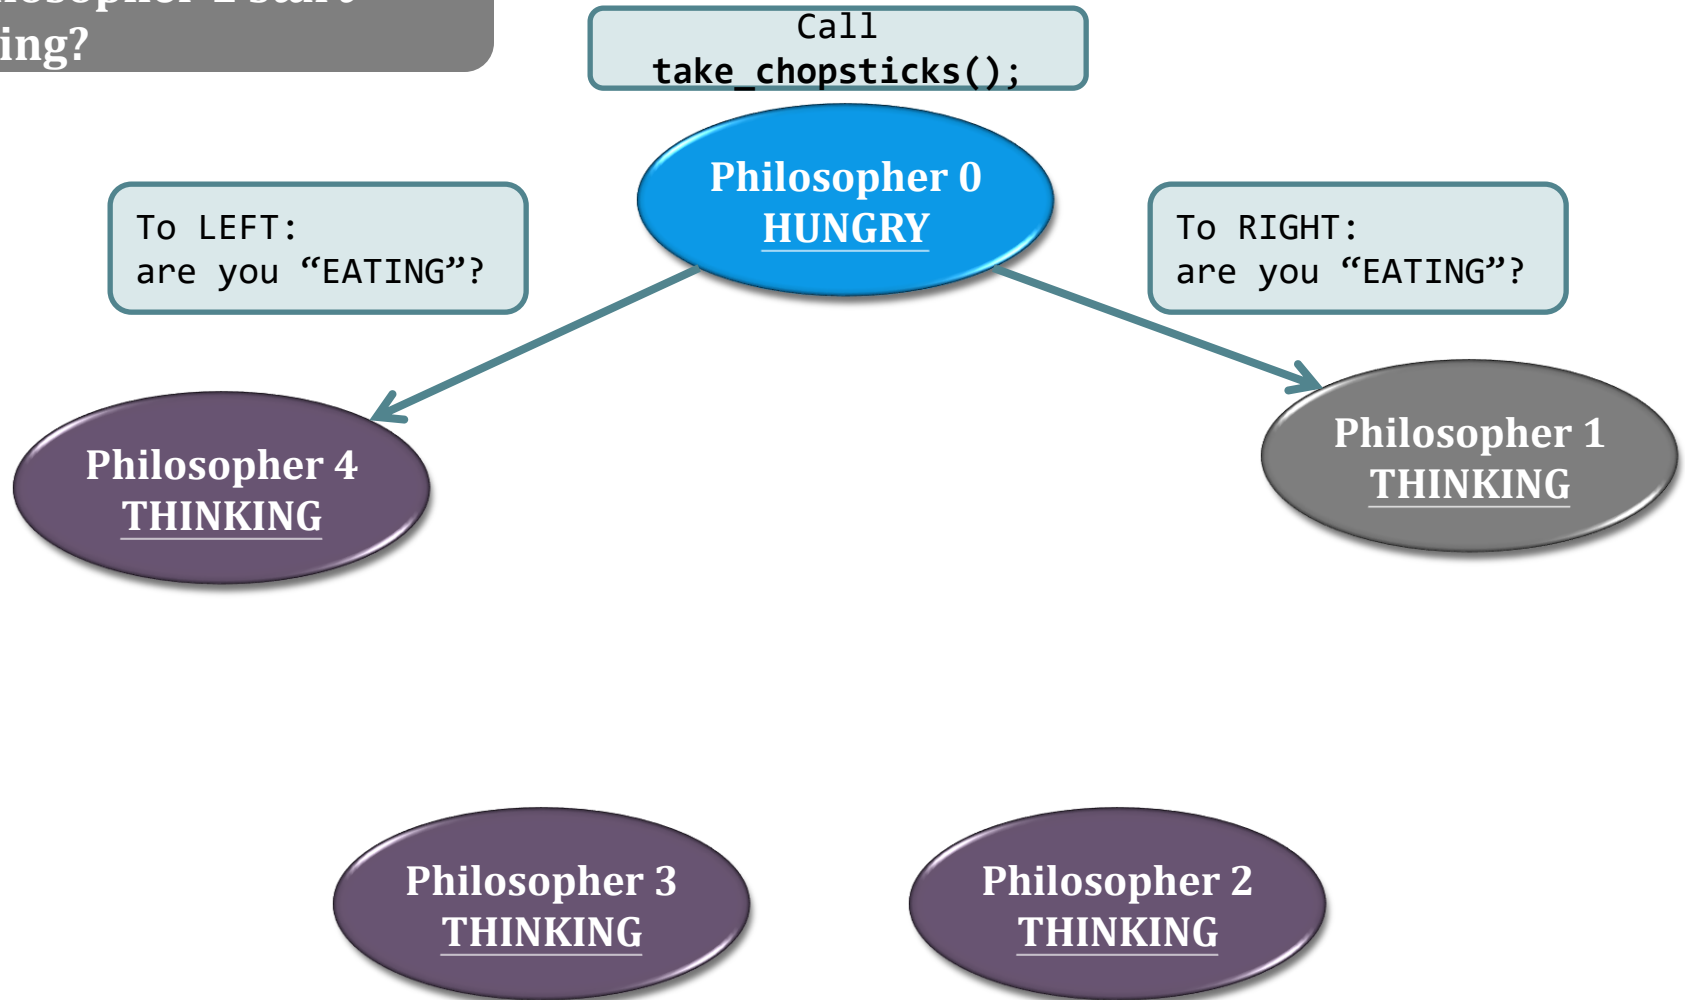 start
ing?
Call
take_chopsticks();
Philosopher 0
HUNGRY
To LEFT:
are you “EATING”?
To RIGHT:
are you “EATING”?
Philosopher 4
THINKING
Philosopher 1
THINKING
Philosopher 3
THINKING
Philosopher 2
THINKING